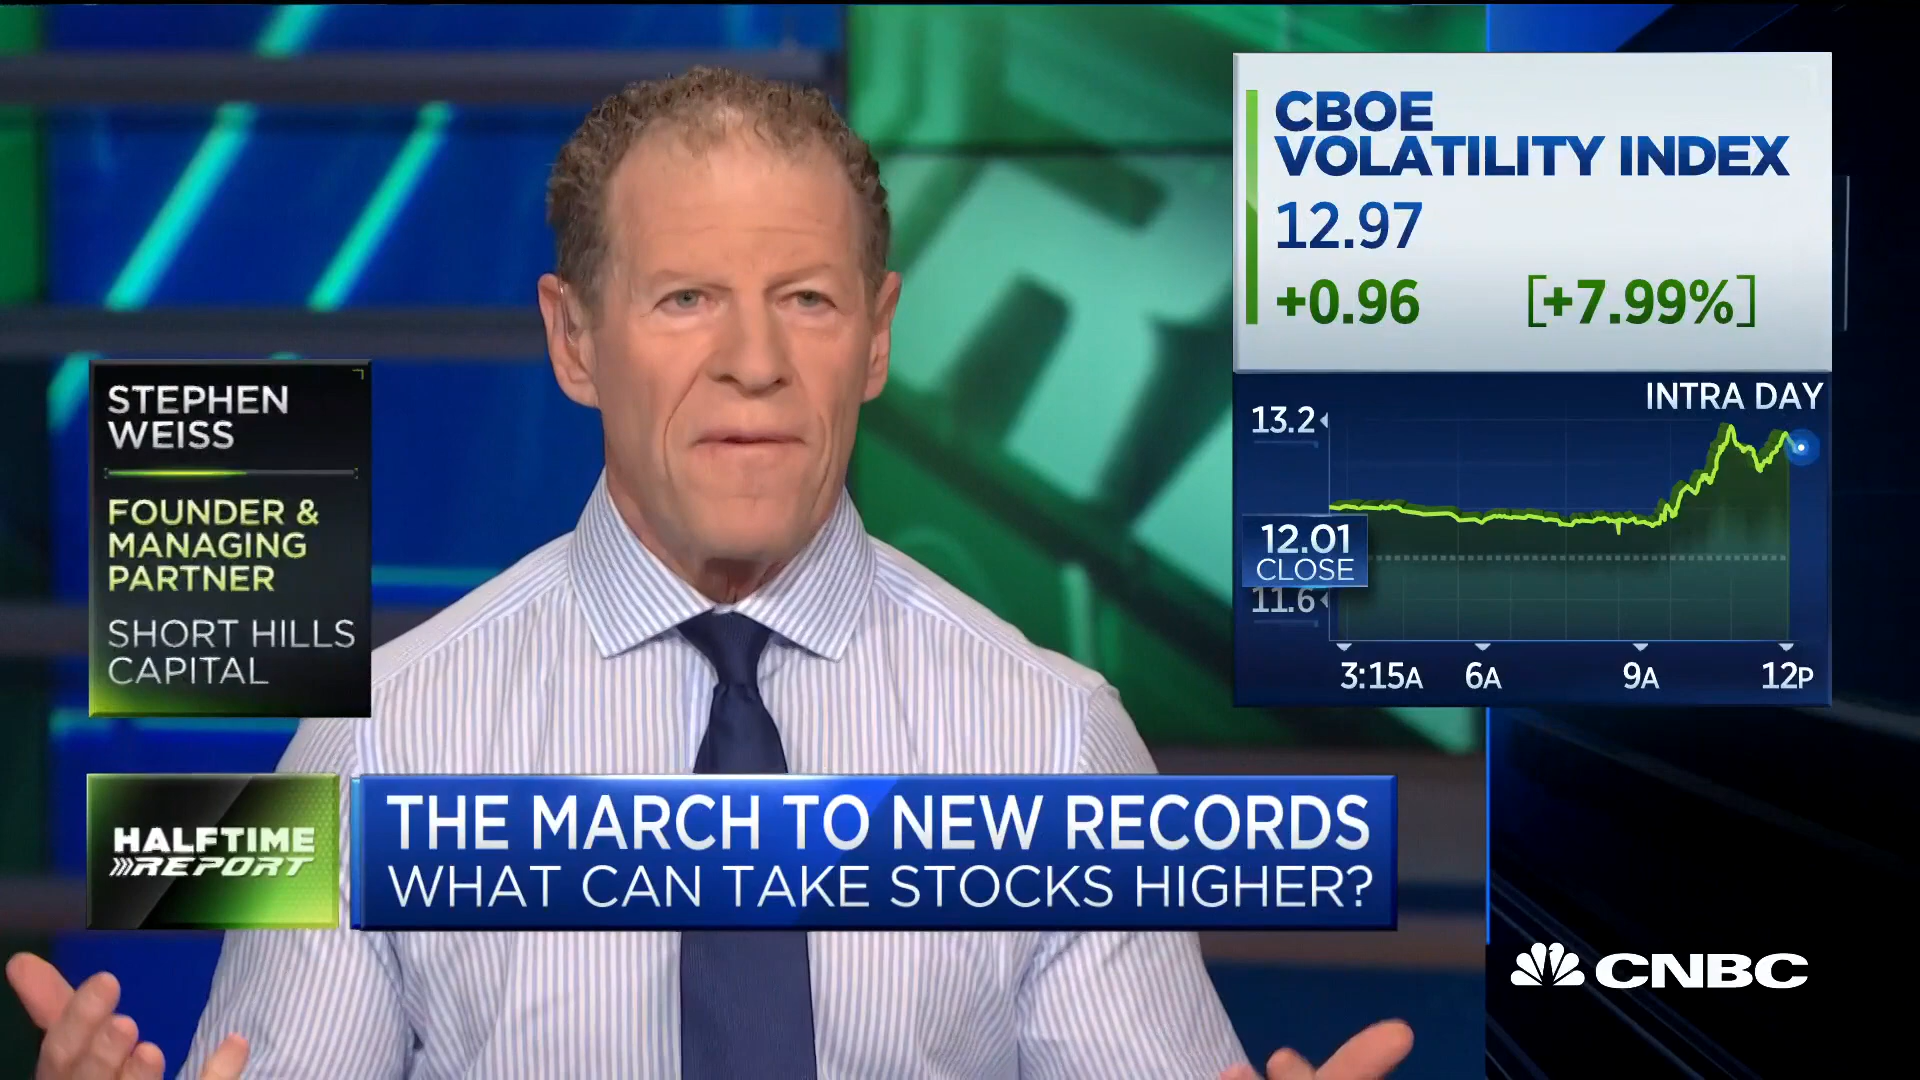 CBOE
VOLATILITY INDEX
12.97
+0.96 [+7.99%]
INTRA DAY
13.2
12.01
CLOSE
11.6
3:15A 6A 9A 12P
STEPHEN
WEISS
FOUNDER &
MANAGING
PARTNER
SHORT HILLS
CAPITAL
HALFTIME
REPORT
THE MARCH TO NEW RECORDS
WHAT CAN TAKE STOCKS HIGHER?
CNBC